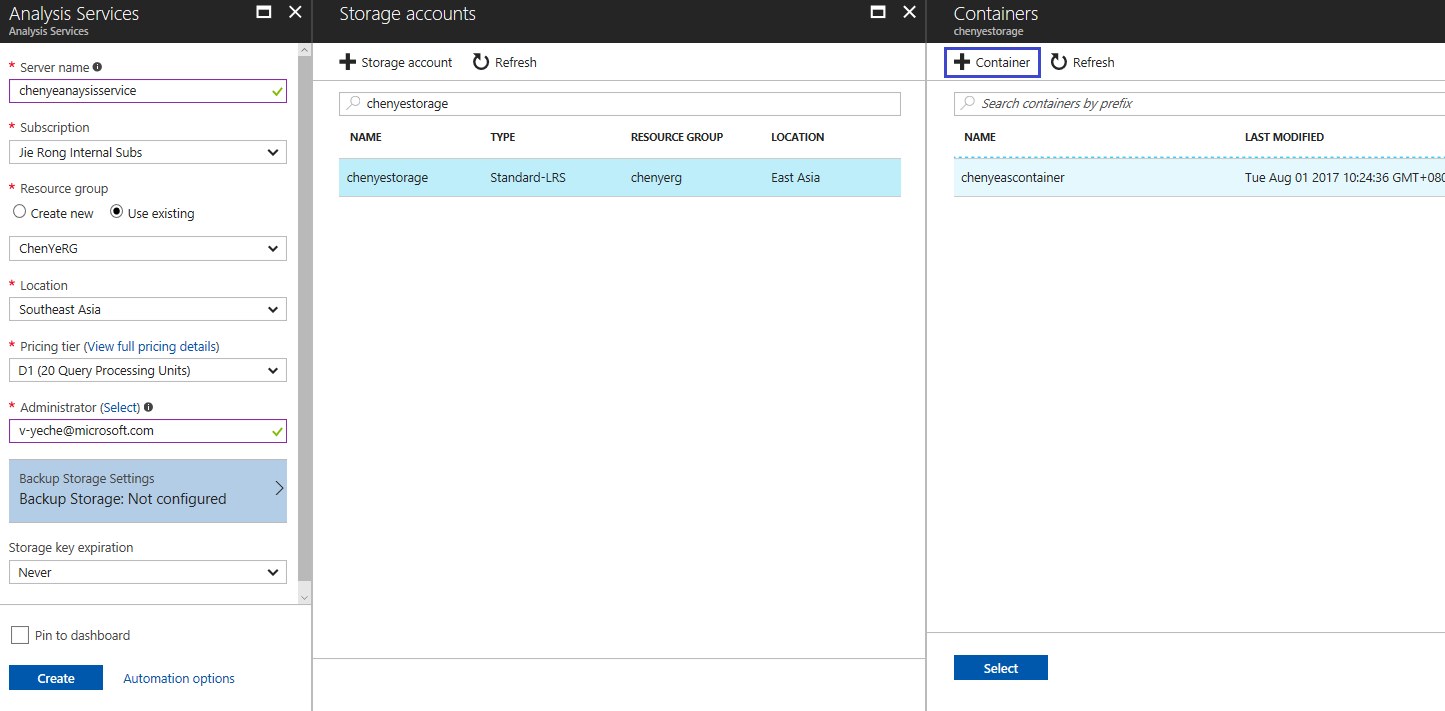 Analysis Services
Analysis Services
* Server name
chenyeanaysisservice
* Subscription
Jie Rong Internal Subs
* Resource group
Create new Use existing
ChenYeRG
* Location
Southeast Asia
* Pricing tier (View full pricing details)
D1 (20 Query Processing Units)
* Administrator (Select)
v-yeche@microsoft.com
Backup Storage Settings
Backup Storage: Not configured
Storage key expiration
Never
Pin to dashboard
Create Automation options
Storage accounts
Storage account Refresh
chenyestorage
NAME TYPE RESOURCE GROUP LOCATION
chenyestorage Standard-LRS chenyerg East Asia
Containers
chenyestorage
Container Refresh
Search containers by prefix
NAME LAST MODIFIED
chenyeascontainer Tue Aug 01 2017 10:24:36 GMT+080
Select